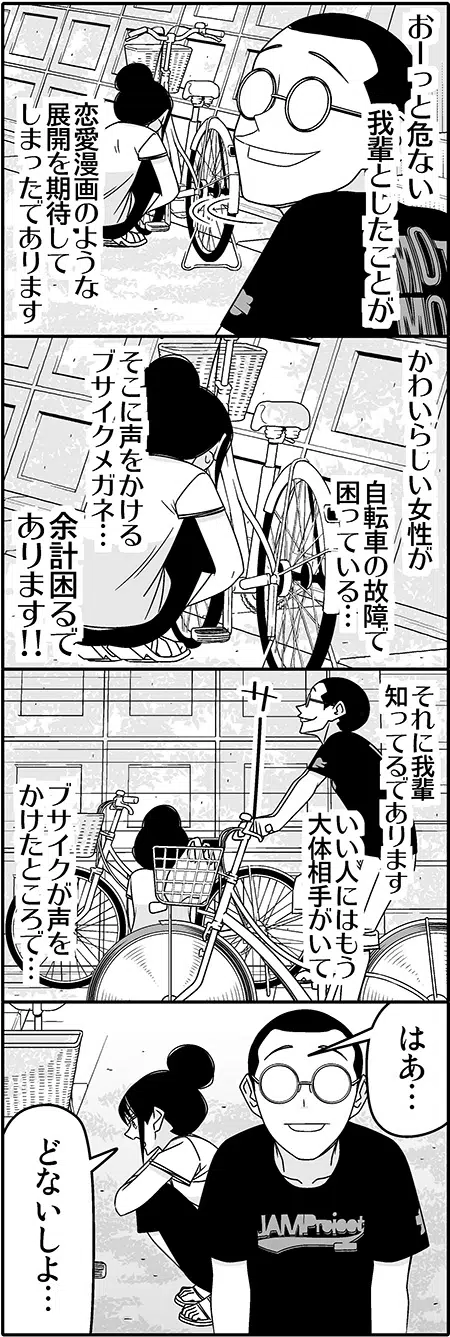 おーっと危ない
我輩としたことが
恋愛漫画のような
展開を期待して
しまったであります
かわいらしい女性が
自転車の故障で
困っている…
そこに声をかける
ブサイクメガネ…
余計困るで
あります!!
それに我輩
知ってるであります
いい人にはもう
大体相手がいて
サッ
ブサイクが声を
かけたところで…
はあ…
JAMProject
どないしよ…